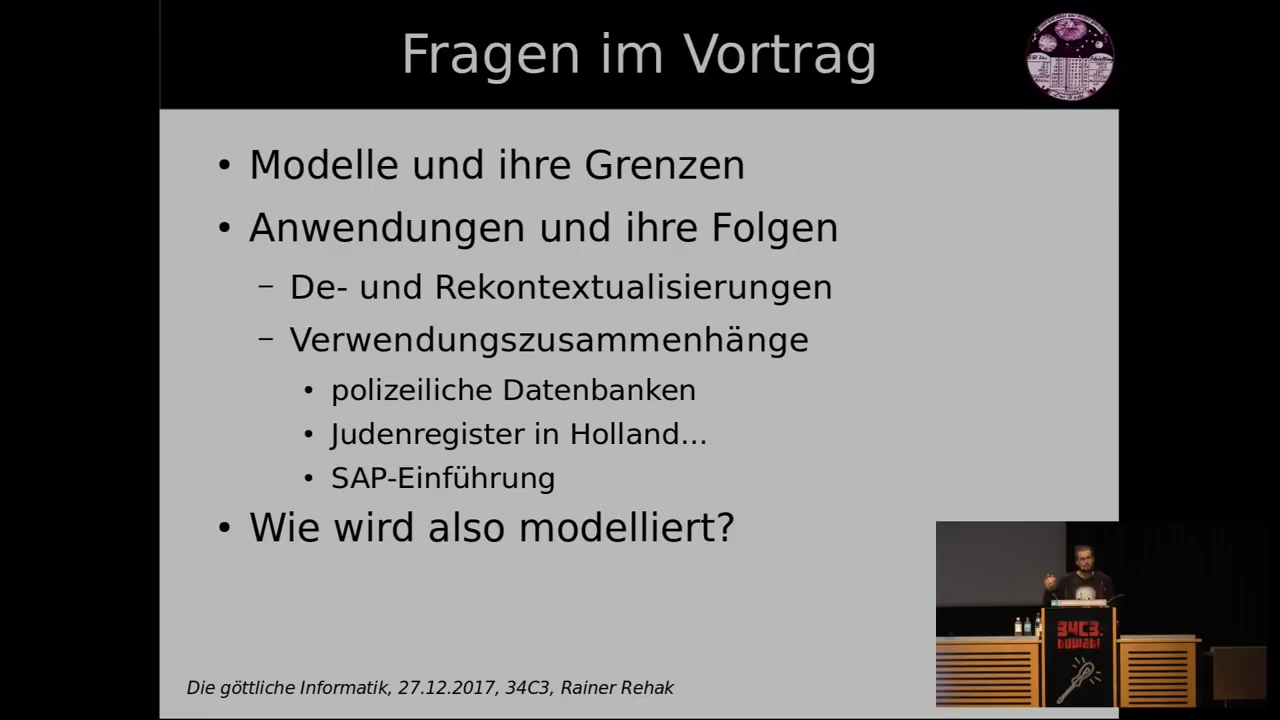 Fragen im Vortrag
• Modelle und ihre Grenzen
• Anwendungen und ihre Folgen
– De- und Rekontextualisierungen
– Verwendungszusammenhänge
• polizeiliche Datenbanken
• Judenregister in Holland...
• SAP-Einführung
• Wie wird also modelliert?
34C3.
tuwat!
Die göttliche Informatik, 27.12.2017, 34C3, Rainer Rehak